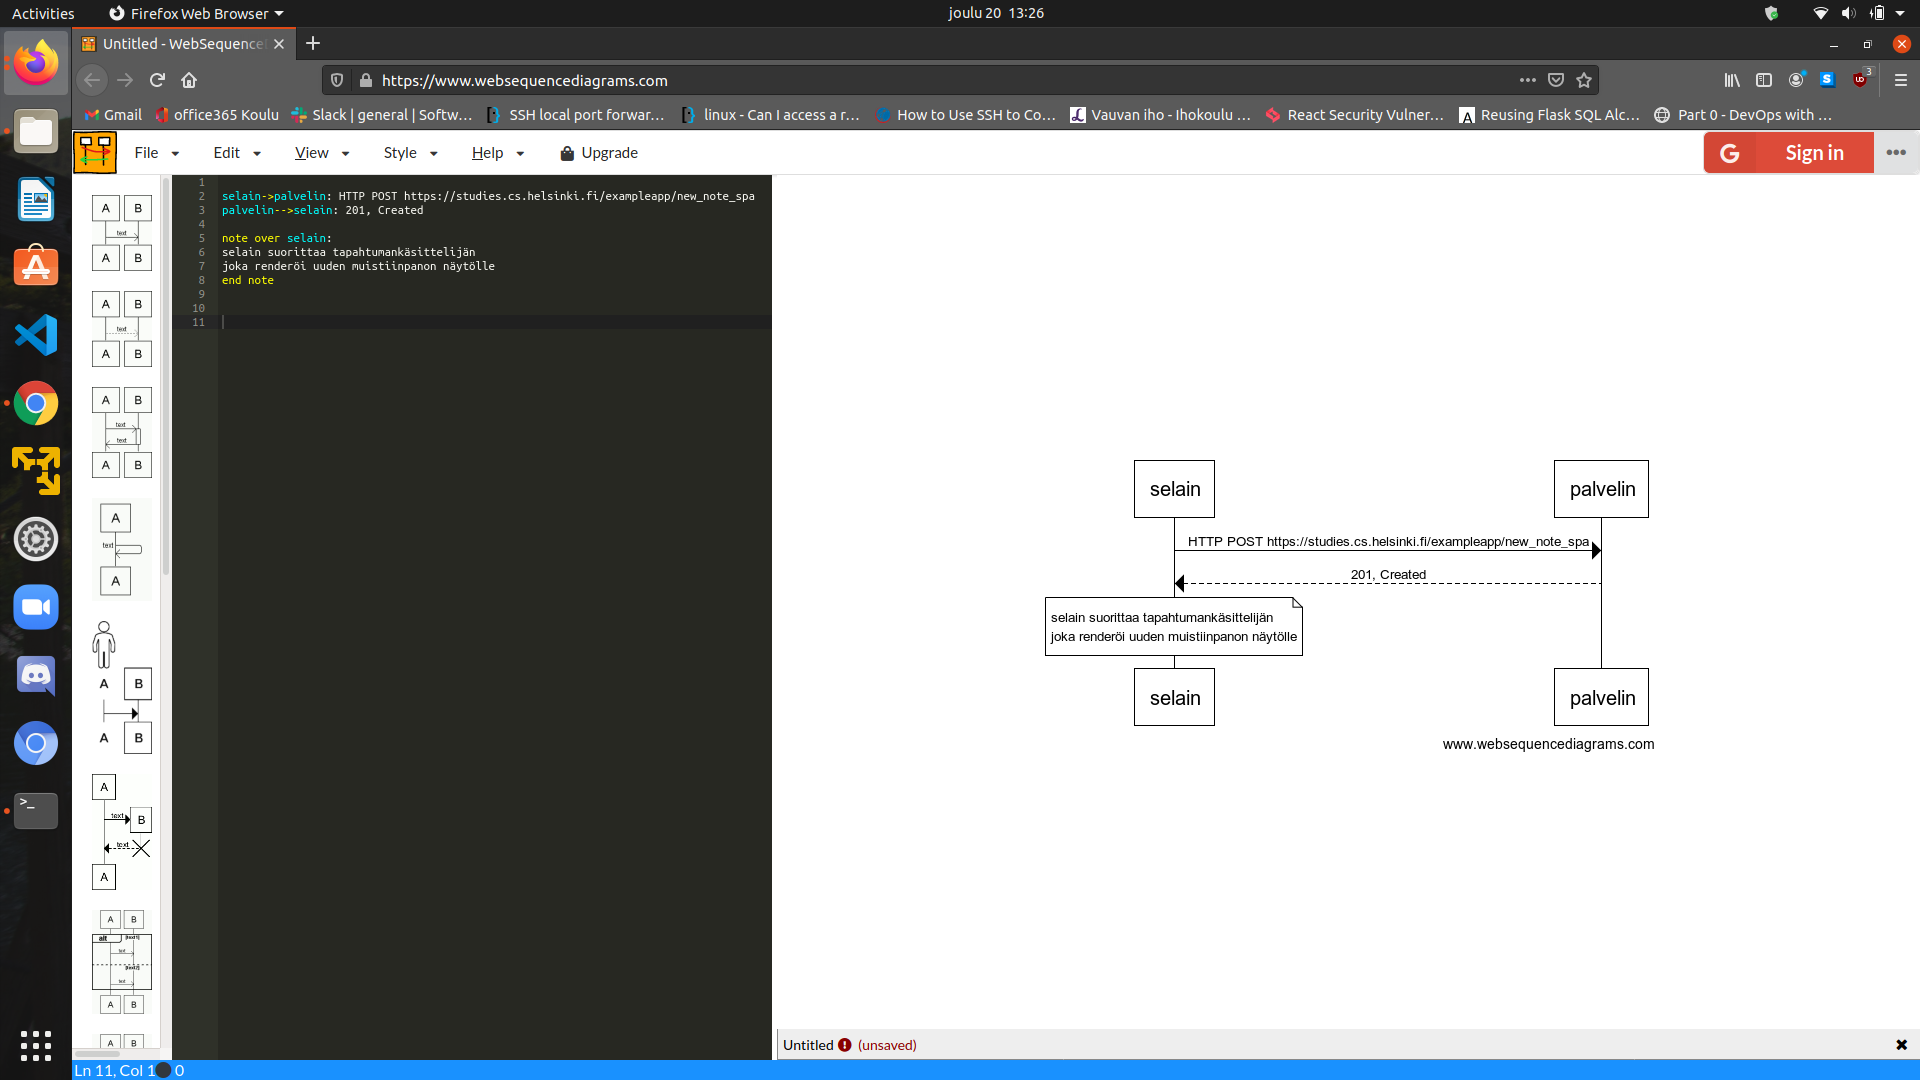 Activities
Firefox Web Browser
joulu 20 13:26
Untitled - WebSequence
https://www.websequencediagrams.com
3
Gmail
office365 Koulu
Slack | general | Softw…
SSH local port forwar…
linux - Can I access a r…
How to Use SSH to Co…
Vauvan iho - Ihokoulu …
React Security Vulner…
Reusing Flask SQL Alc…
Part 0 - DevOps with …
File
Edit
View
Style
Help
Upgrade
G
Sign in
1
2 selain->palvelin: HTTP POST https://studies.cs.helsinki.fi/exampleapp/new_note_spa
3 palvelin-->selain: 201, Created
4
5 note over selain:
6 selain suorittaa tapahtumankäsittelijän
7 joka renderöi uuden muistiinpanon näytölle
8 end note
9
10
11
A B
text
A B
A B
text
A B
A B
text
text
A B
A
text
A
A B
A B
A
text B
text
A
A B
alt [text1]
text
[text2]
text
A B
A B
selain
palvelin
HTTP POST https://studies.cs.helsinki.fi/exampleapp/new_note_spa
201, Created
selain suorittaa tapahtumankäsittelijän
joka renderöi uuden muistiinpanon näytölle
selain
palvelin
www.websequencediagrams.com
Untitled (unsaved)
Ln 11, Col 1 0